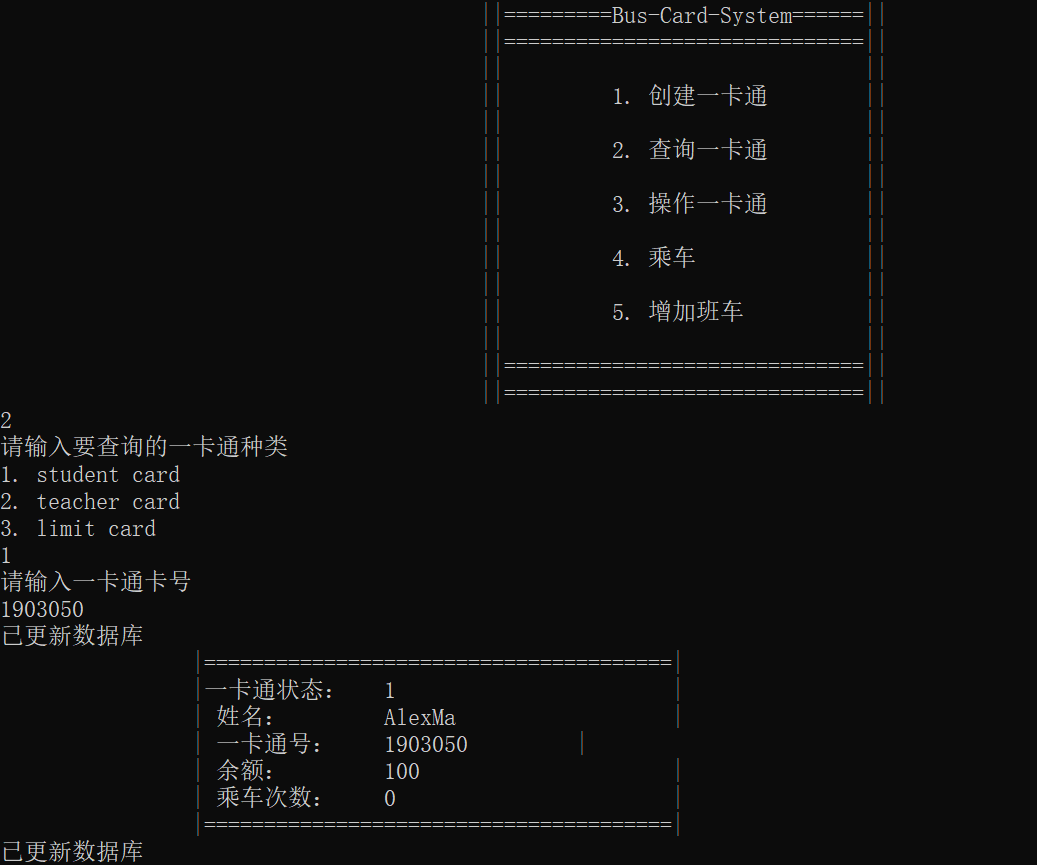 ||=========Bus-Card-System======||
||==============================||
|| ||
|| 1. 创建一卡通 ||
|| ||
|| 2. 查询一卡通 ||
|| ||
|| 3. 操作一卡通 ||
|| ||
|| 4. 乘车 ||
|| ||
|| 5. 增加班车 ||
|| ||
||==============================||
||==============================||
2
请输入要查询的一卡通种类
1. student card
2. teacher card
3. limit card
1
请输入一卡通卡号
1903050
已更新数据库
|=======================================|
|一卡通状态: 1 |
| 姓名: AlexMa |
| 一卡通号: 1903050 |
| 余额: 100 |
| 乘车次数: 0 |
|=======================================|
已更新数据库